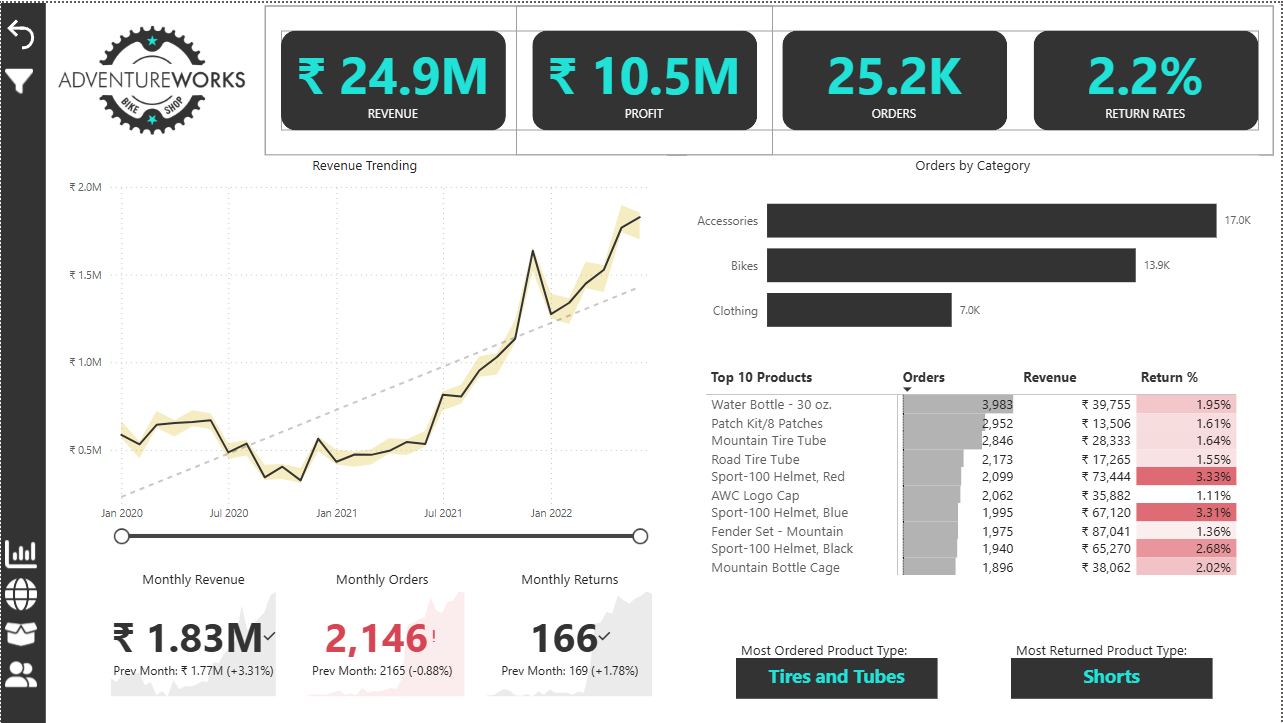 ADVENTUREWORKS
BIKE SHOP
₹ 24.9M
REVENUE
₹ 10.5M
PROFIT
25.2K
ORDERS
2.2%
RETURN RATES
Revenue Trending
₹ 2.0M
₹ 1.5M
₹ 1.0M
₹ 0.5M
Jan 2020 Jul 2020 Jan 2021 Jul 2021 Jan 2022
Orders by Category
Accessories 17.0K
Bikes 13.9K
Clothing 7.0K
Top 10 Products Orders Revenue Return %
Water Bottle - 30 oz. 3,983 ₹ 39,755 1.95%
Patch Kit/8 Patches 2,952 ₹ 13,506 1.61%
Mountain Tire Tube 2,846 ₹ 28,333 1.64%
Road Tire Tube 2,173 ₹ 17,265 1.55%
Sport-100 Helmet, Red 2,099 ₹ 73,444 3.33%
AWC Logo Cap 2,062 ₹ 35,882 1.11%
Sport-100 Helmet, Blue 1,995 ₹ 67,120 3.31%
Fender Set - Mountain 1,975 ₹ 87,041 1.36%
Sport-100 Helmet, Black 1,940 ₹ 65,270 2.68%
Mountain Bottle Cage 1,896 ₹ 38,062 2.02%
Monthly Revenue
₹ 1.83M
Prev Month: ₹ 1.77M (+3.31%)
Monthly Orders
2,146!
Prev Month: 2165 (-0.88%)
Monthly Returns
166
Prev Month: 169 (+1.78%)
Most Ordered Product Type:
Tires and Tubes
Most Returned Product Type:
Shorts